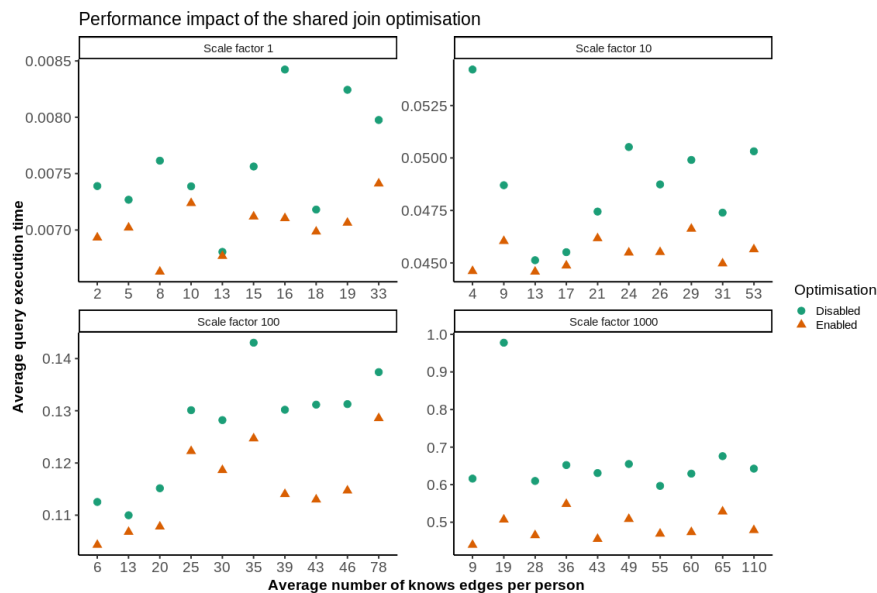 Performance impact of the shared join optimisation
Average query execution time
Scale factor 1
0.0085
0.0080
0.0075
0.0070
2 5 8 10 13 15 16 18 19 33
Scale factor 10
0.0525
0.0500
0.0475
0.0450
4 9 13 17 21 24 26 29 31 53
Scale factor 100
0.14
0.13
0.12
0.11
6 13 20 25 30 35 39 43 46 78
Scale factor 1000
1.0
0.9
0.8
0.7
0.6
0.5
9 19 28 36 43 49 55 60 65 110
Average number of knows edges per person
Optimisation
Disabled
Enabled